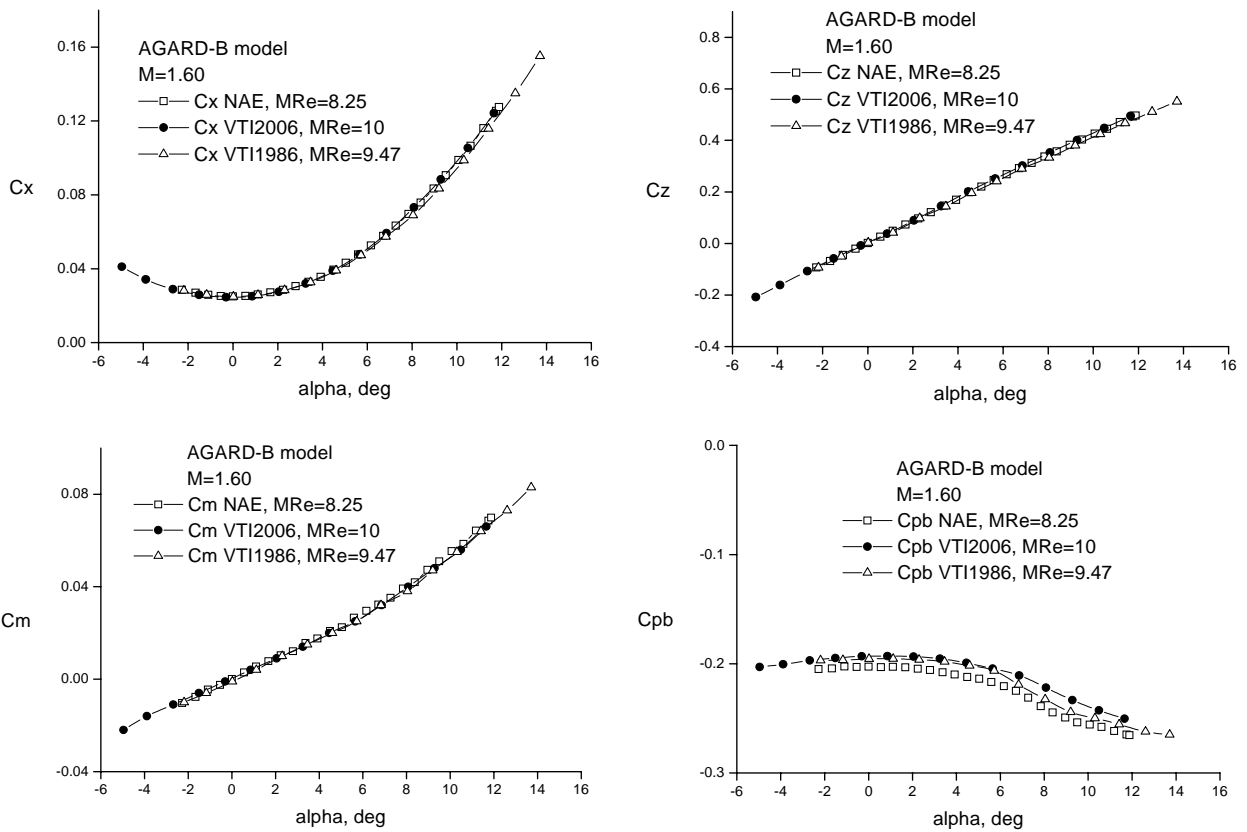 0.16
0.12
0.08
0.04
0.00
Cx
AGARD-B model
M=1.60
Cx NAE, MRe=8.25
Cx VTI2006, MRe=10
Cx VTI1986, MRe=9.47
-6 -4 -2 0 2 4 6 8 10 12 14 16
alpha, deg
0.8
0.6
0.4
0.2
0.0
-0.2
-0.4
Cz
AGARD-B model
M=1.60
Cz NAE, MRe=8.25
Cz VTI2006, MRe=10
Cz VTI1986, MRe=9.47
-6 -4 -2 0 2 4 6 8 10 12 14 16
alpha, deg
0.08
0.04
0.00
-0.04
Cm
AGARD-B model
M=1.60
Cm NAE, MRe=8.25
Cm VTI2006, MRe=10
Cm VTI1986, MRe=9.47
-6 -4 -2 0 2 4 6 8 10 12 14 16
alpha, deg
0.0
-0.1
-0.2
-0.3
Cpb
AGARD-B model
M=1.60
Cpb NAE, MRe=8.25
Cpb VTI2006, MRe=10
Cpb VTI1986, MRe=9.47
-6 -4 -2 0 2 4 6 8 10 12 14 16
alpha, deg